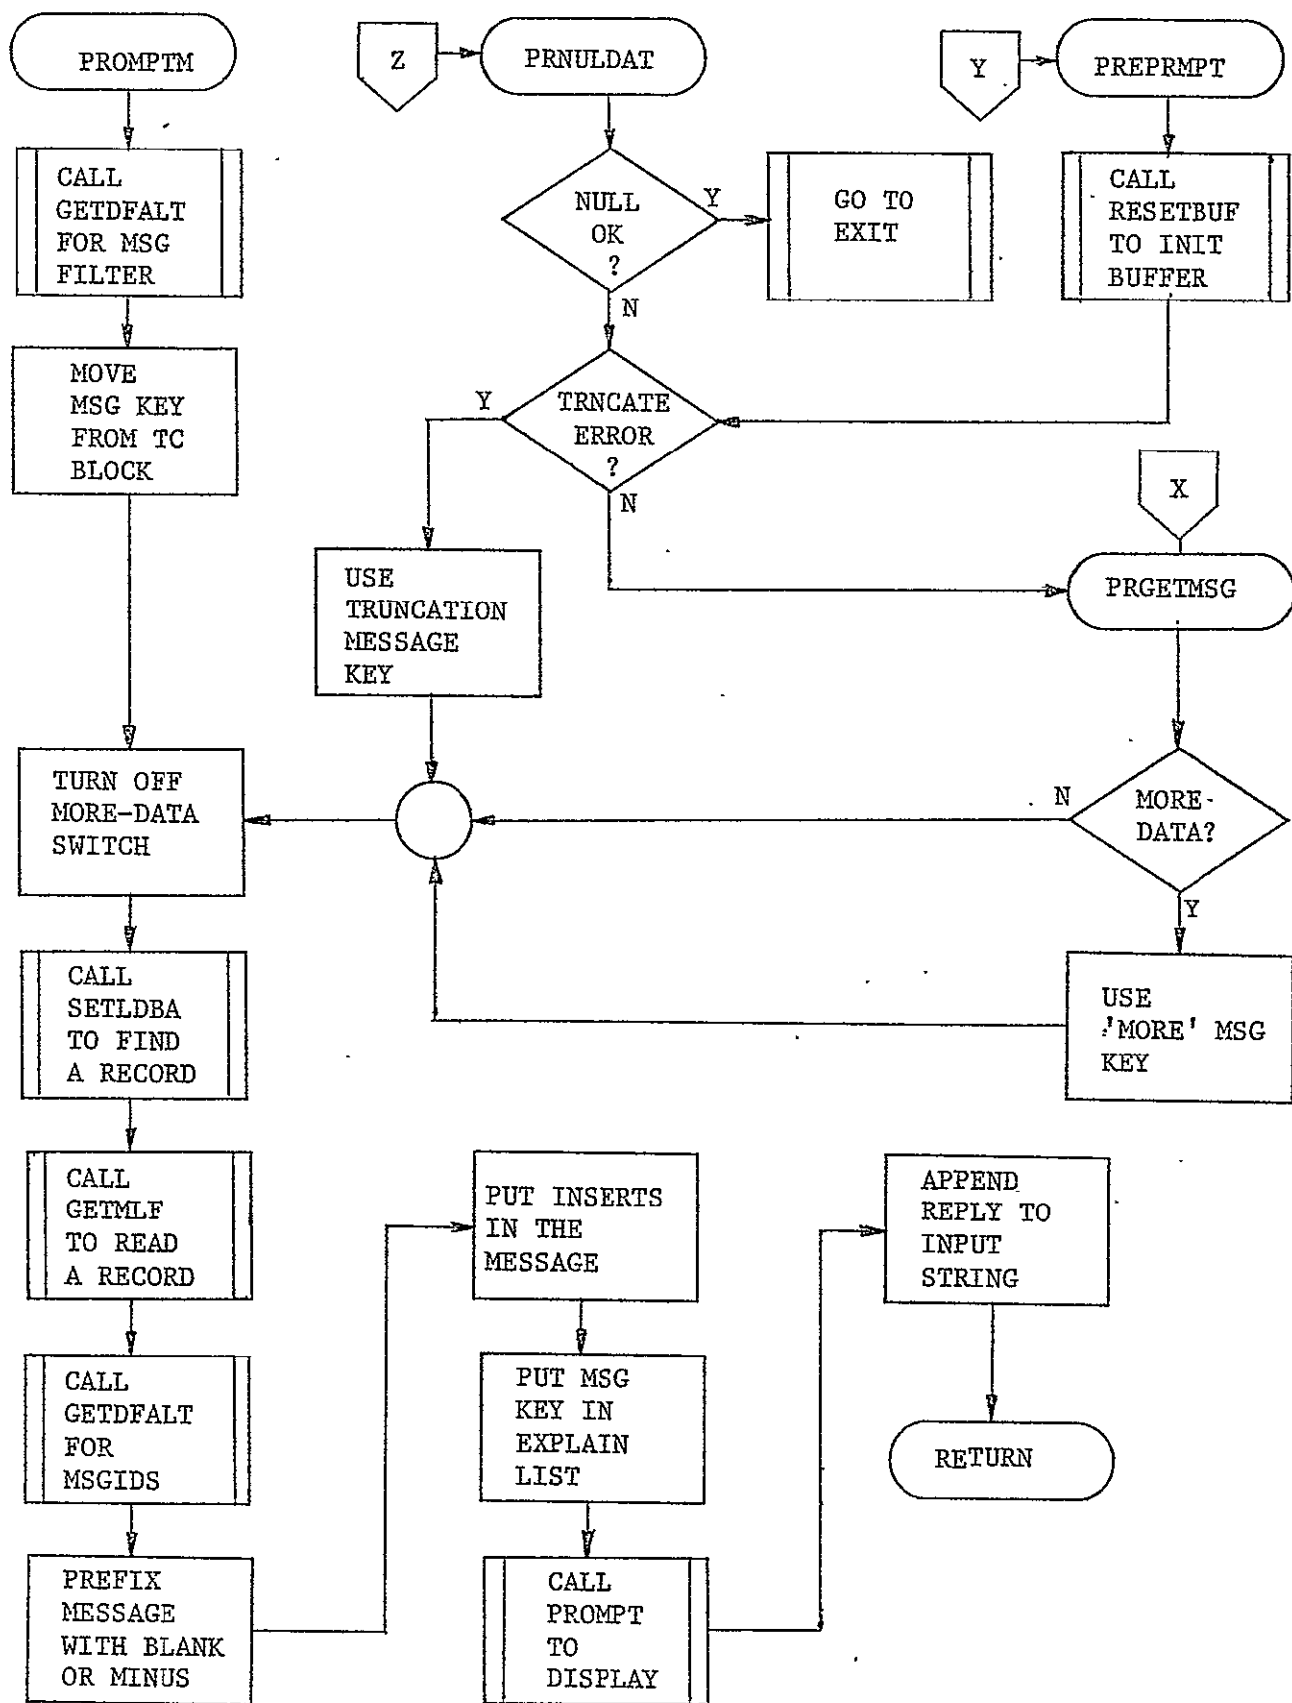 PROMPTM
Z
PRNULDAT
Y
PREPRMPT
CALL
GETDFALT
FOR MSG
FILTER
NULL
OK
?
Y
N
GO TO
EXIT
CALL
RESETBUF
TO INIT
BUFFER
MOVE
MSG KEY
FROM TC
BLOCK
Y
TRNCATE
ERROR
?
N
X
PRGETMSG
USE
TRUNCATION
MESSAGE
KEY
TURN OFF
MORE-DATA
SWITCH
N
MORE-
DATA?
Y
CALL
SETLDBA
TO FIND
A RECORD
USE
'MORE' MSG
KEY
CALL
GETMLF
TO READ
A RECORD
PUT INSERTS
IN THE
MESSAGE
APPEND
REPLY TO
INPUT
STRING
CALL
GETDFALT
FOR
MSGIDS
PUT MSG
KEY IN
EXPLAIN
LIST
RETURN
PREFIX
MESSAGE
WITH BLANK
OR MINUS
CALL
PROMPT
TO
DISPLAY